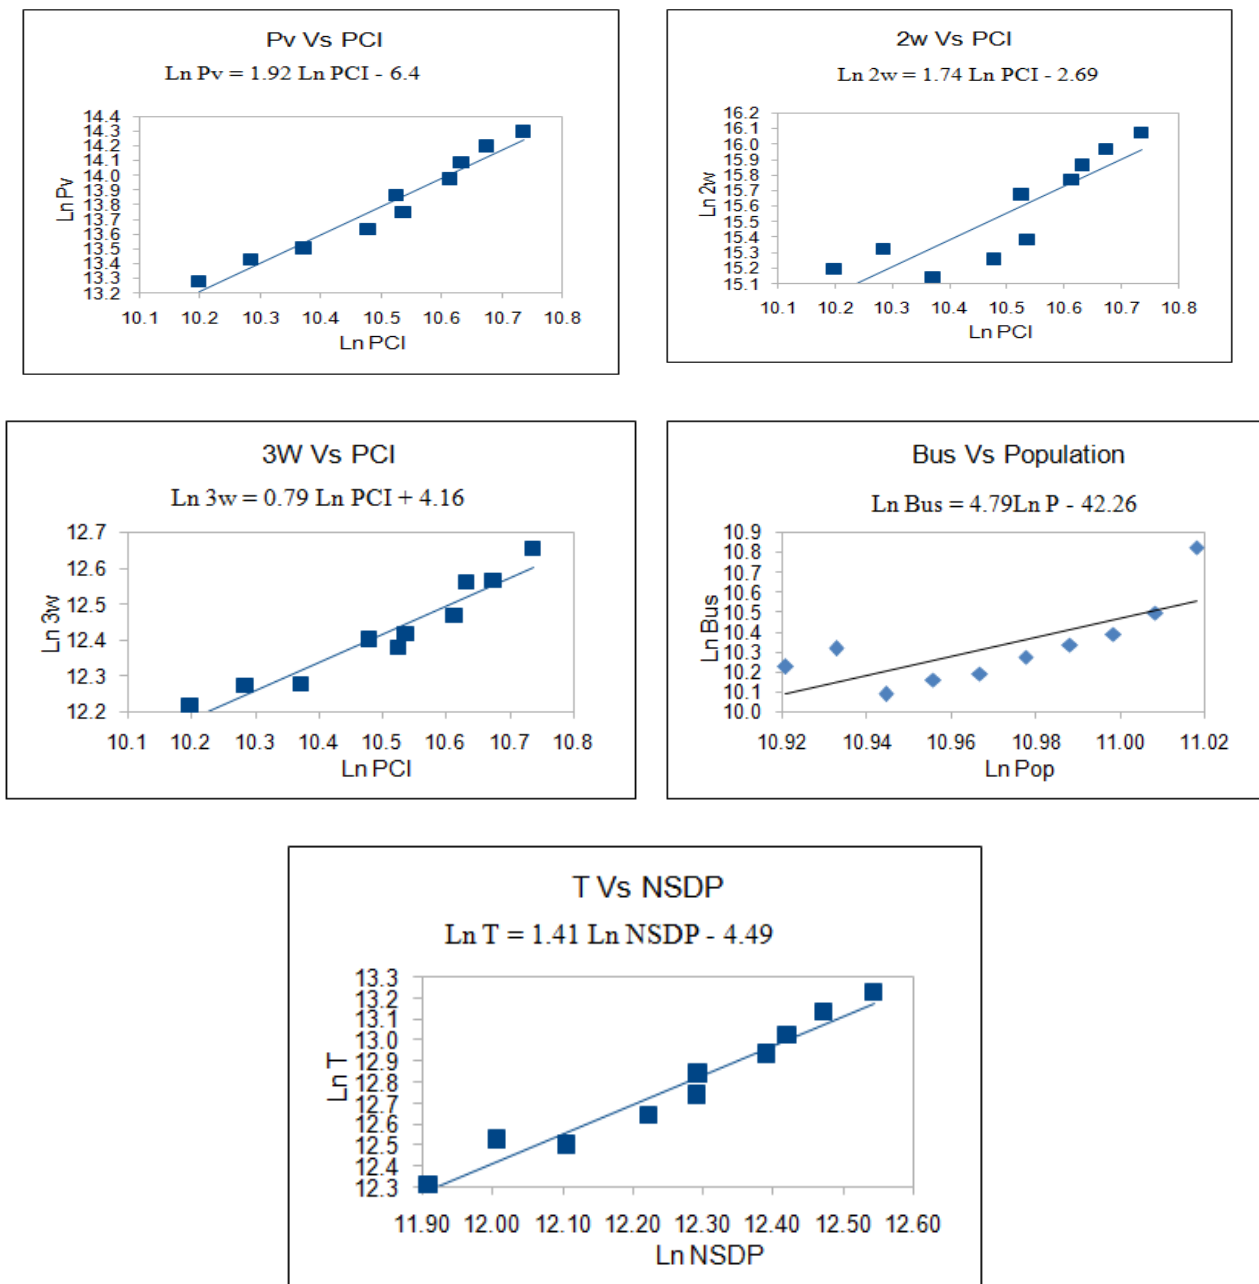 Pv Vs PCI
Ln Pv = 1.92 Ln PCI - 6.4
14.4
14.3
14.2
14.1
14.0
13.9
13.8
13.7
13.6
13.5
13.4
13.3
13.2
Ln Pv
10.1 10.2 10.3 10.4 10.5 10.6 10.7 10.8
Ln PCI
2w Vs PCI
Ln 2w = 1.74 Ln PCI - 2.69
16.2
16.1
16.0
15.9
15.8
15.7
15.6
15.5
15.4
15.3
15.2
15.1
Ln 2w
10.1 10.2 10.3 10.4 10.5 10.6 10.7 10.8
Ln PCI
3W Vs PCI
Ln 3w = 0.79 Ln PCI + 4.16
12.7
12.6
12.5
12.4
12.3
12.2
Ln 3w
10.1 10.2 10.3 10.4 10.5 10.6 10.7 10.8
Ln PCI
Bus Vs Population
Ln Bus = 4.79Ln P - 42.26
10.9
10.8
10.7
10.6
10.5
10.4
10.3
10.2
10.1
10.0
Ln Bus
10.92 10.94 10.96 10.98 11.00 11.02
Ln Pop
T Vs NSDP
Ln T = 1.41 Ln NSDP - 4.49
13.3
13.2
13.1
13.0
12.9
12.8
12.7
12.6
12.5
12.4
12.3
Ln T
11.90 12.00 12.10 12.20 12.30 12.40 12.50 12.60
Ln NSDP